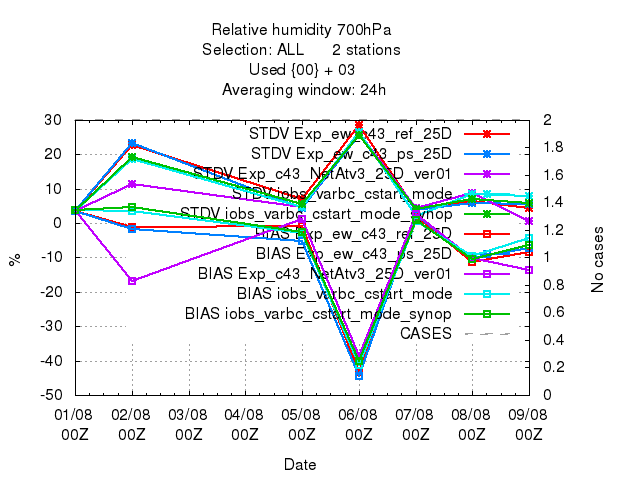 Relative humidity 700hPa
Selection: ALL 2 stations
Used {00} + 03
Averaging window: 24h
30
20
10
0
-10
-20
-30
-40
-50
%
2
1.8
1.6
1.4
1.2
1
0.8
0.6
0.4
0.2
0
No cases
STDV Exp_ew_c43_ref_25D
STDV Exp_ew_c43_ps_25D
STDV Exp_c43_NetAtv3_25D_ver01
STDV iobs_varbc_cstart_mode
STDV iobs_varbc_cstart_mode_synop
BIAS Exp_ew_c43_ref_25D
BIAS Exp_ew_c43_ps_25D
BIAS Exp_c43_NetAtv3_25D_ver01
BIAS iobs_varbc_cstart_mode
BIAS iobs_varbc_cstart_mode_synop
CASES
01/08 02/08 03/08 04/08 05/08 06/08 07/08 08/08 09/08
00Z 00Z 00Z 00Z 00Z 00Z 00Z 00Z 00Z
Date